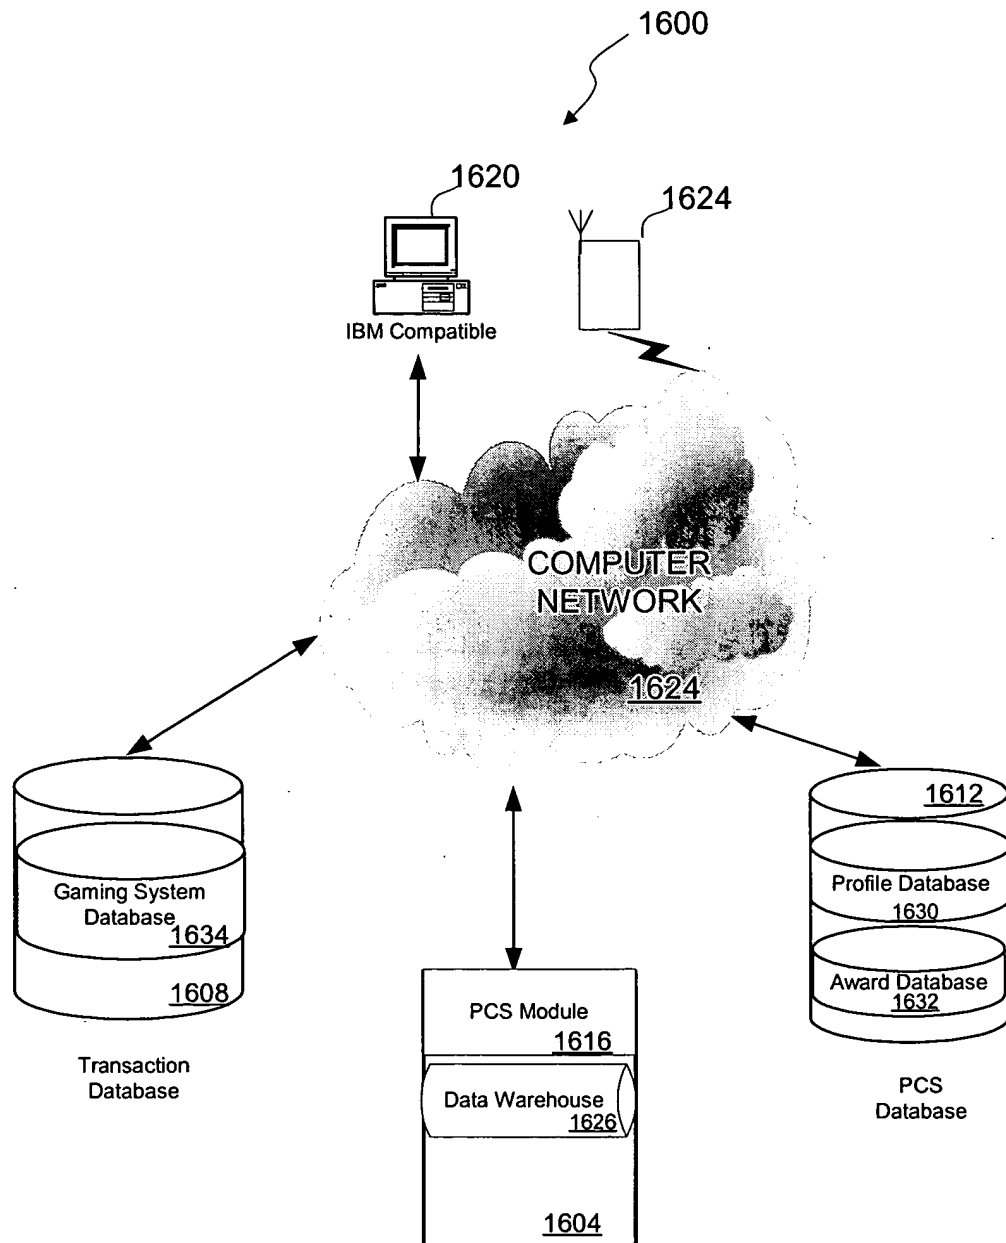 1600
1620
1624
IBM Compatible
COMPUTER
NETWORK
1624
1612
Profile Database
1630
Award Database
1632
PCS
Database
Gaming System
Database
1634
1608
Transaction
Database
PCS Module
1616
Data Warehouse
1626
1604